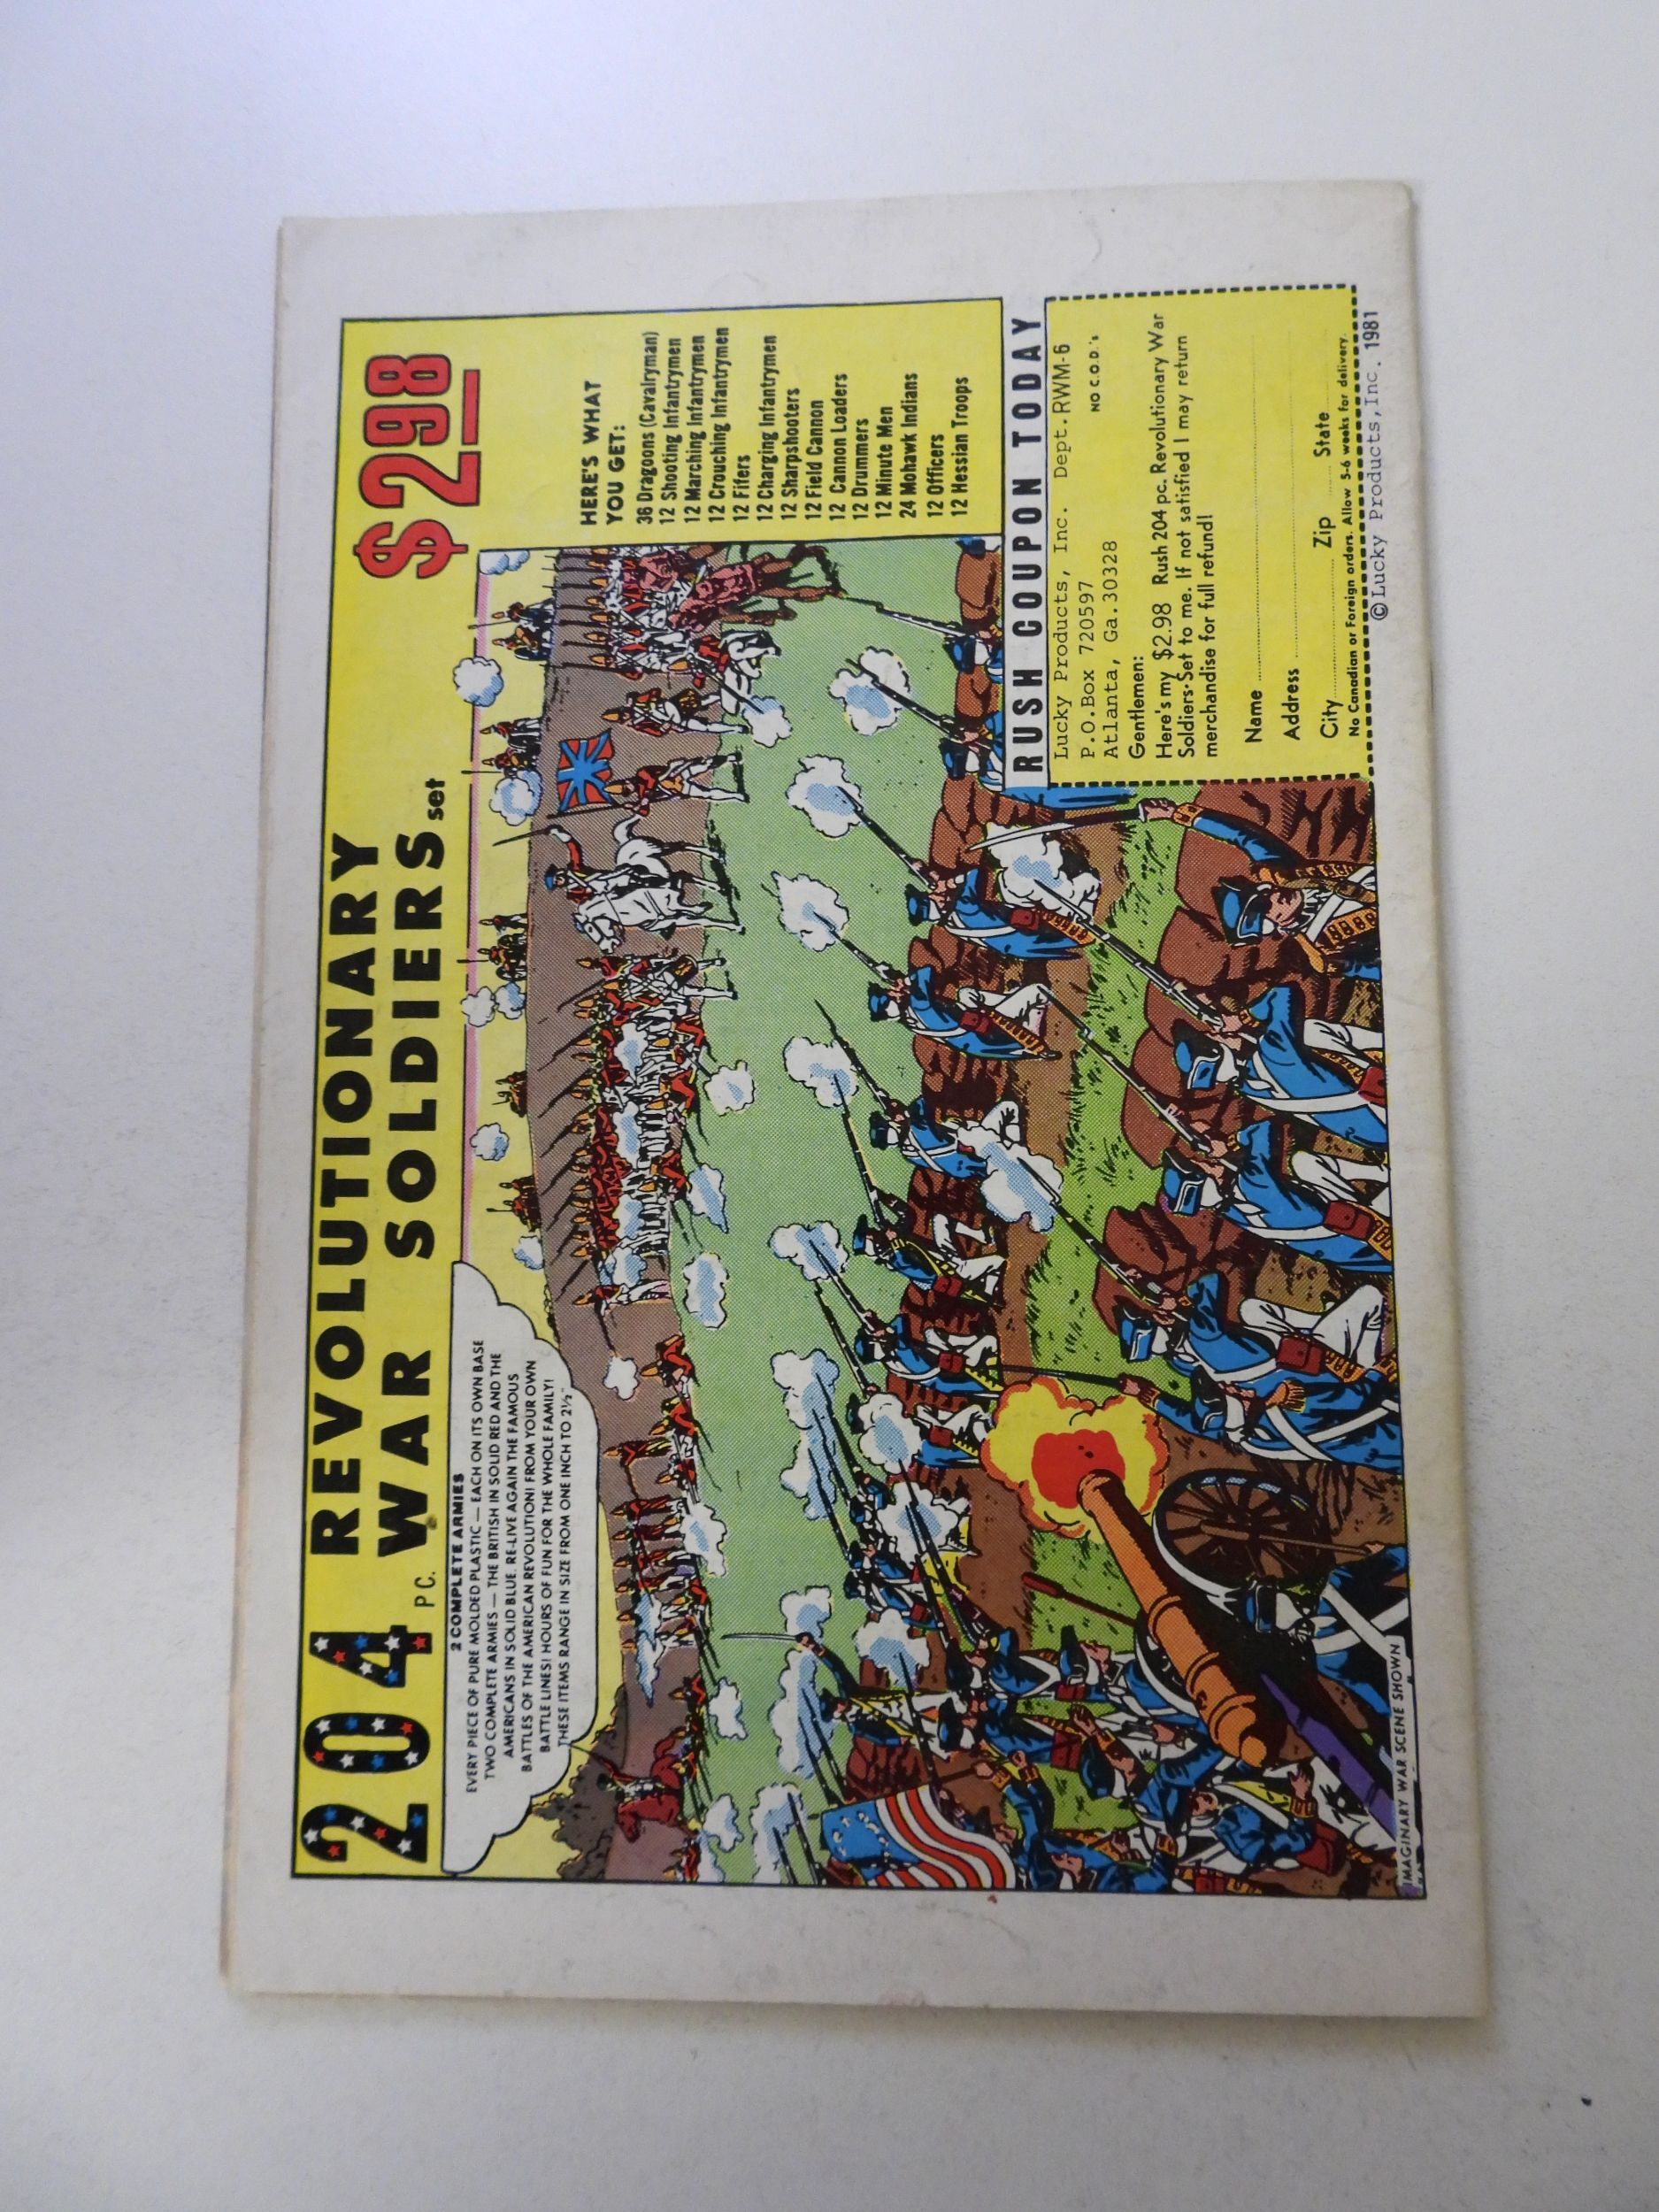 204 PC. REVOLUTIONARY
WAR SOLDIERS set
$298
2 COMPLETE ARMIES
EVERY PIECE OF PURE MOLDED PLASTIC — EACH ON ITS OWN BASE
TWO COMPLETE ARMIES — THE BRITISH IN SOLID RED AND THE
AMERICANS IN SOLID BLUE. RE-LIVE AGAIN THE FAMOUS
BATTLES OF THE AMERICAN REVOLUTION! FROM YOUR OWN
BATTLE LINES! HOURS OF FUN FOR THE WHOLE FAMILY!
THESE ITEMS RANGE IN SIZE FROM ONE INCH TO 2½"
HERE'S WHAT
YOU GET:
36 Dragoons (Cavalryman)
12 Shooting Infantrymen
12 Marching Infantrymen
12 Crouching Infantrymen
12 Fifers
12 Charging Infantrymen
12 Sharpshooters
12 Field Cannon
12 Cannon Loaders
12 Drummers
12 Minute Men
24 Mohawk Indians
12 Officers
12 Hessian Troops
RUSH COUPON TODAY
Lucky Products, Inc. Dept.RWM-6
P.O.Box 720597
NO C.O.D.'s
Atlanta, Ga.30328
Gentlemen:
Here's my $2.98 Rush 204 pc. Revolutionary War
Soldiers-Set to me. If not satisfied I may return
merchandise for full refund!
Name
Address
City Zip State
No Canadian or Foreign orders. Allow 5-6 weeks for delivery.
©Lucky Products,Inc. 1981
IMAGINARY WAR SCENE SHOWN